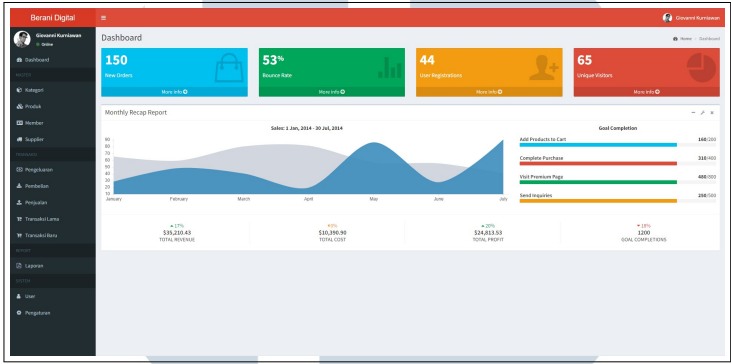 Berani Digital
Giovanni Kurniawan
Giovanni Kurniawan
Online
Dashboard
MASTER
Kategori
Produk
Member
Supplier
TRANSAKSI
Pengeluaran
Pembelian
Penjualan
Transaksi Lama
Transaksi Baru
REPORT
Laporan
SYSTEM
User
Pengaturan
Dashboard
Home > Dashboard
150
New Orders
More info
53%
Bounce Rate
More info
44
User Registrations
More info
65
Unique Visitors
More info
Monthly Recap Report
Sales: 1 Jan, 2014 - 30 Jul, 2014
90
80
70
60
50
40
30
20
10
January February March April May June July
Goal Completion
Add Products to Cart 160/200
Complete Purchase 310/400
Visit Premium Page 480/800
Send Inquiries 250/500
17%
$35,210.43
TOTAL REVENUE
0%
$10,390.90
TOTAL COST
20%
$24,813.53
TOTAL PROFIT
18%
1200
GOAL COMPLETIONS